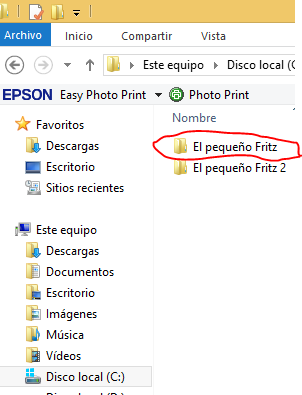 Archivo Inicio Compartir Vista
Este equipo Disco local (C
EPSON Easy Photo Print Photo Print
Nombre
Favoritos
Descargas
Escritorio
Sitios recientes
El pequeño Fritz
El pequeño Fritz 2
Este equipo
Descargas
Documentos
Escritorio
Imágenes
Música
Vídeos
Disco local (C:)